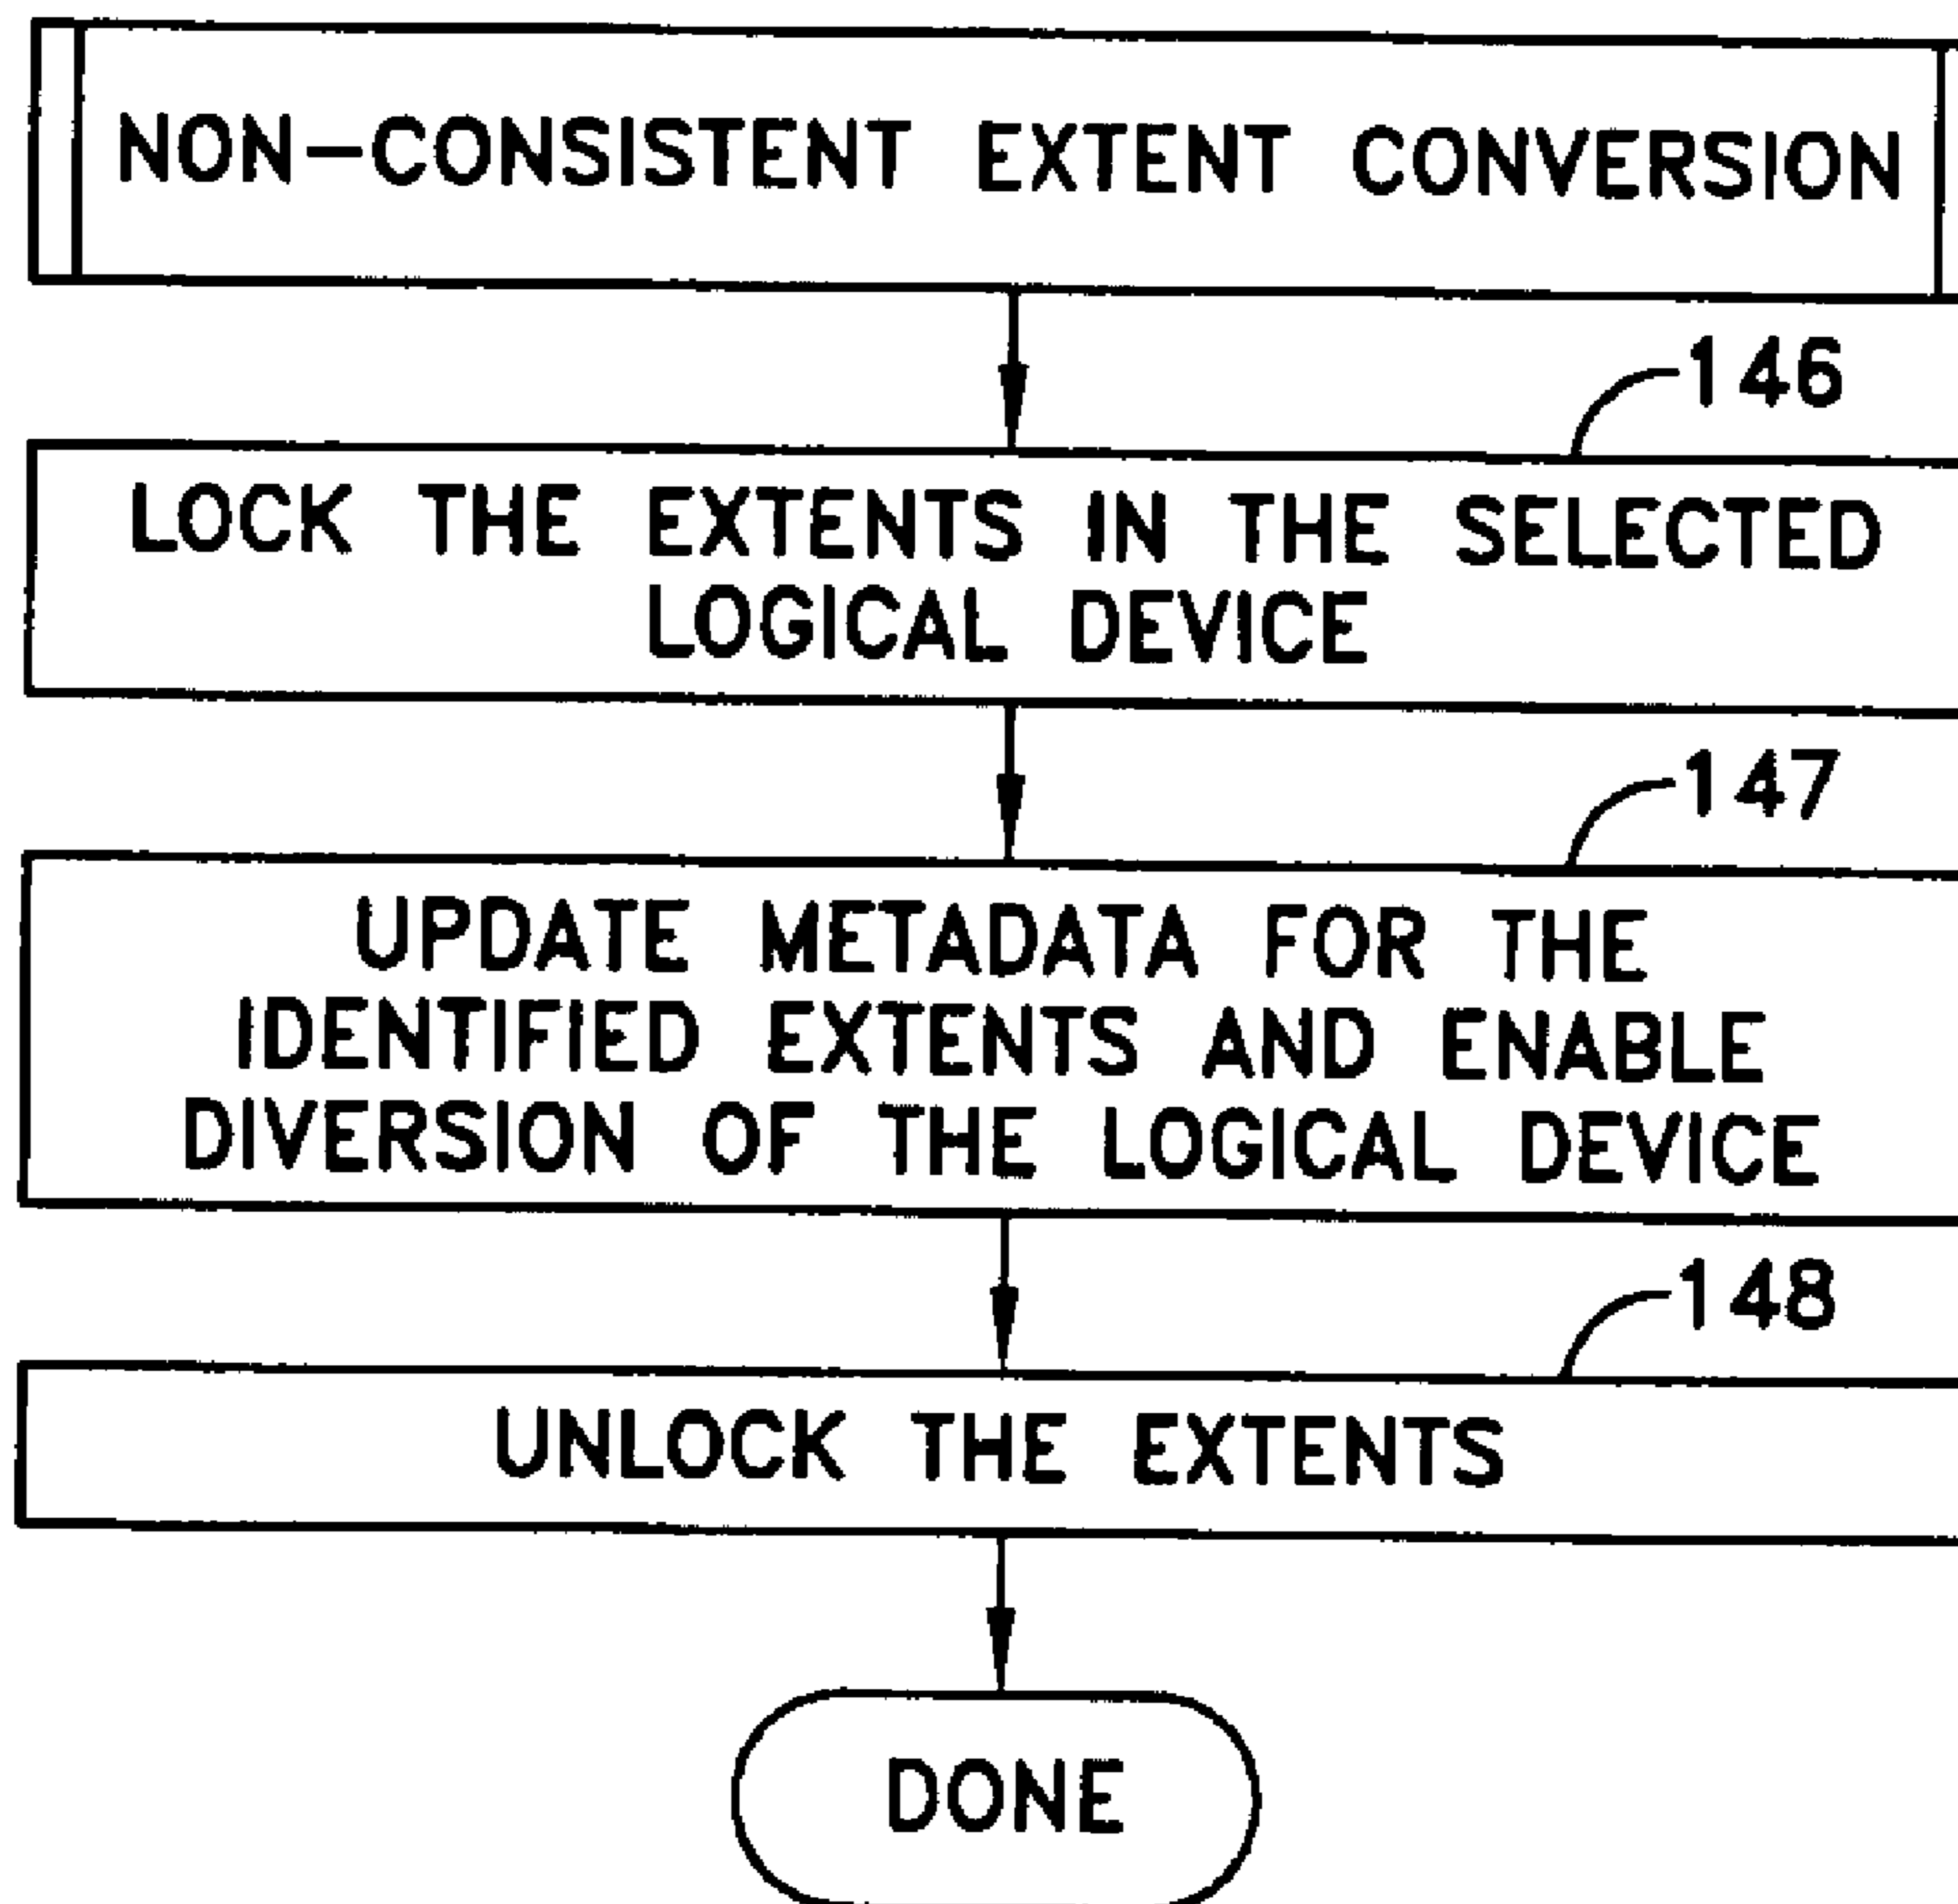 NON-CONSISTENT EXTENT CONVERSION
146
LOCK THE EXTENTS IN THE SELECTED
LOGICAL DEVICE
147
UPDATE METADATA FOR THE
IDENTIFIED EXTENTS AND ENABLE
DIVERSION OF THE LOGICAL DEVICE
148
UNLOCK THE EXTENTS
DONE